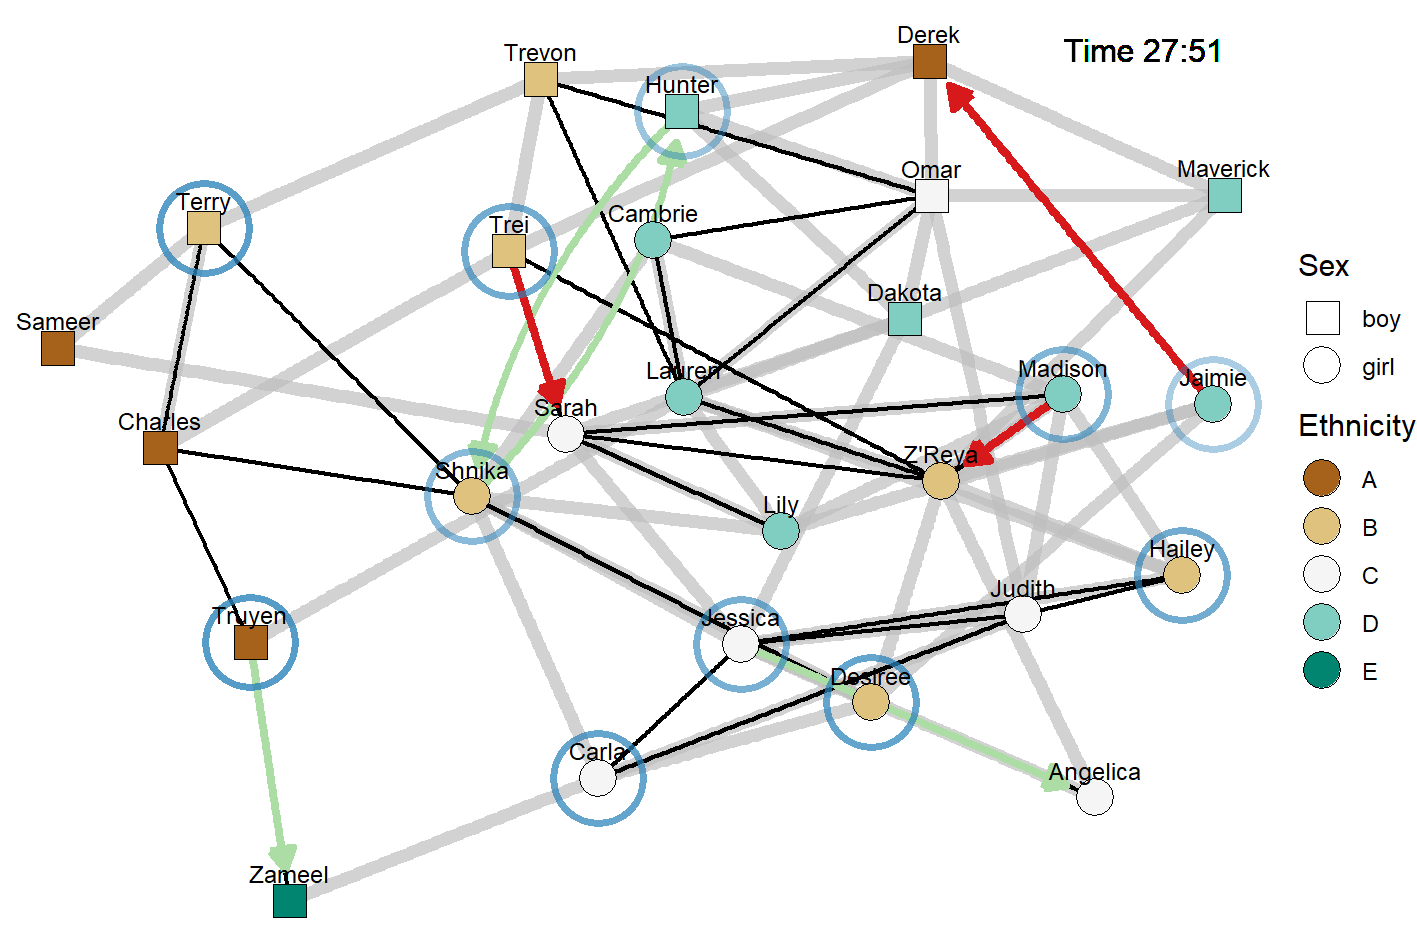 Time 27:51
Derek
Trevon
Hunter
Omar
Maverick
Terry
Trei
Cambrie
Dakota
Sameer
Lauren
Madison
Jaimie
Sarah
Charles
Z'Reya
Shnika
Lily
Hailey
Judith
Truyen
Jessica
Desiree
Carla
Angelica
Zameel
Sex
boy
girl
Ethnicity
A
B
C
D
E